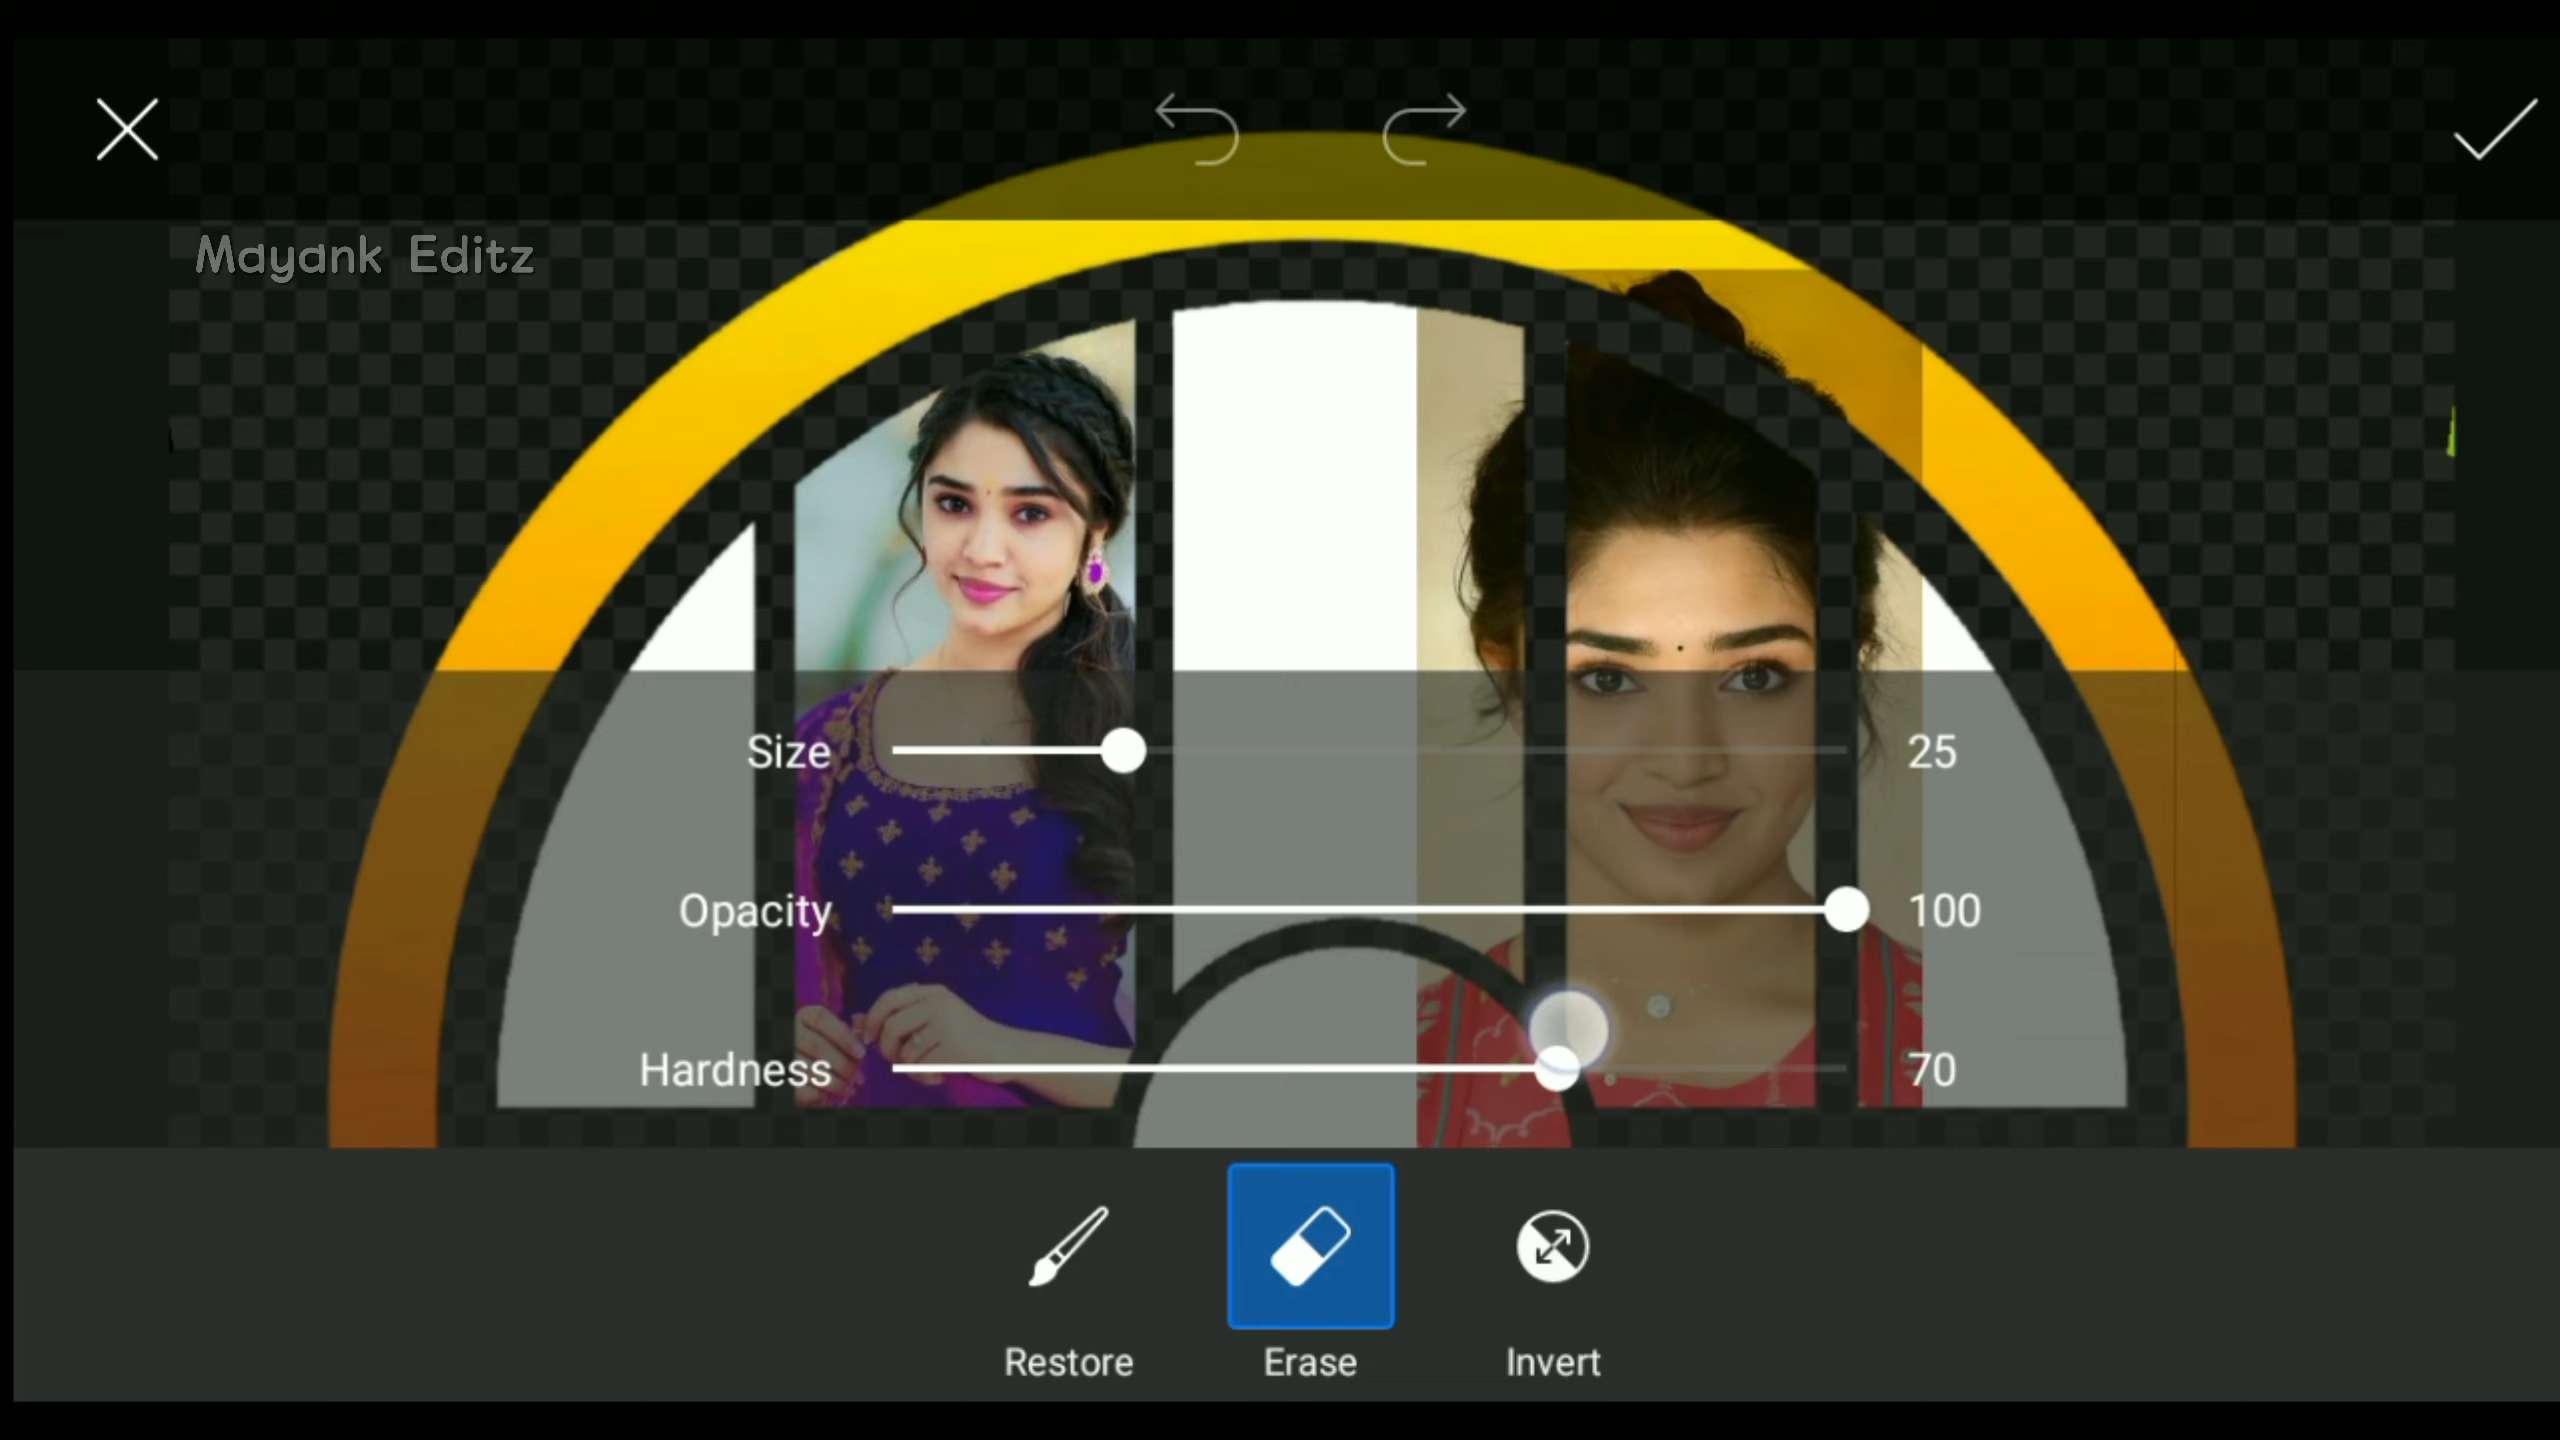 Mayank Editz
Size 25
Opacity 100
Hardness 70
Restore Erase Invert